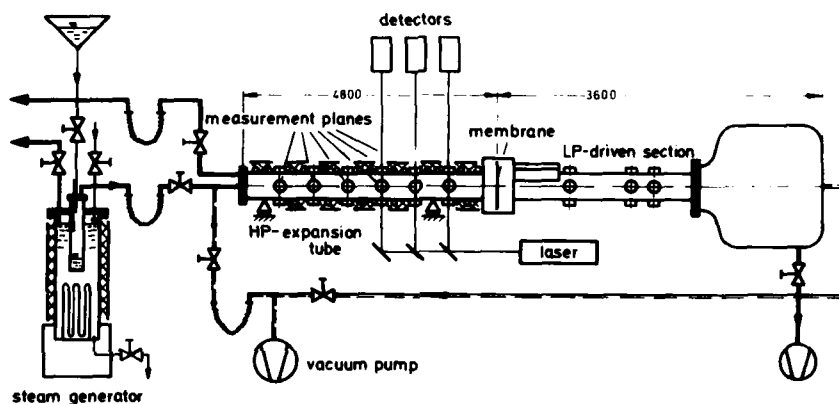 detectors
4800
3600
measurement planes
membrane
LP-driven section
HP-expansion
tube
laser
vacuum pump
steam generator